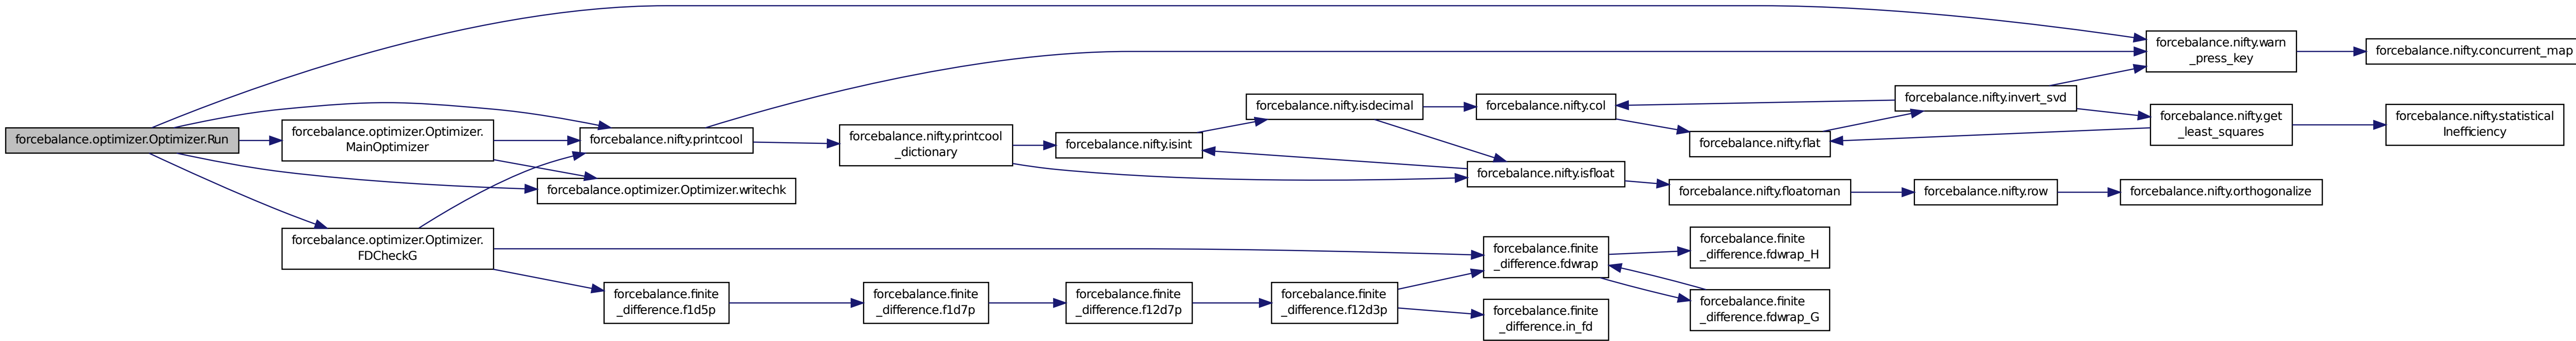 forcebalance.optimizer.Optimizer.Run
forcebalance.optimizer.Optimizer.
MainOptimizer
forcebalance.optimizer.Optimizer.
FDCheckG
forcebalance.nifty.printcool
forcebalance.optimizer.Optimizer.writechk
forcebalance.finite
_difference.f1d5p
forcebalance.nifty.printcool
_dictionary
forcebalance.finite
_difference.f1d7p
forcebalance.nifty.isint
forcebalance.finite
_difference.f12d7p
forcebalance.nifty.isdecimal
forcebalance.finite
_difference.f12d3p
forcebalance.nifty.col
forcebalance.nifty.isfloat
forcebalance.finite
_difference.fdwrap
forcebalance.finite
_difference.in_fd
forcebalance.nifty.flat
forcebalance.nifty.floatornan
forcebalance.finite
_difference.fdwrap_H
forcebalance.finite
_difference.fdwrap_G
forcebalance.nifty.invert_svd
forcebalance.nifty.row
forcebalance.nifty.warn
_press_key
forcebalance.nifty.get
_least_squares
forcebalance.nifty.orthogonalize
forcebalance.nifty.concurrent_map
forcebalance.nifty.statistical
Inefficiency